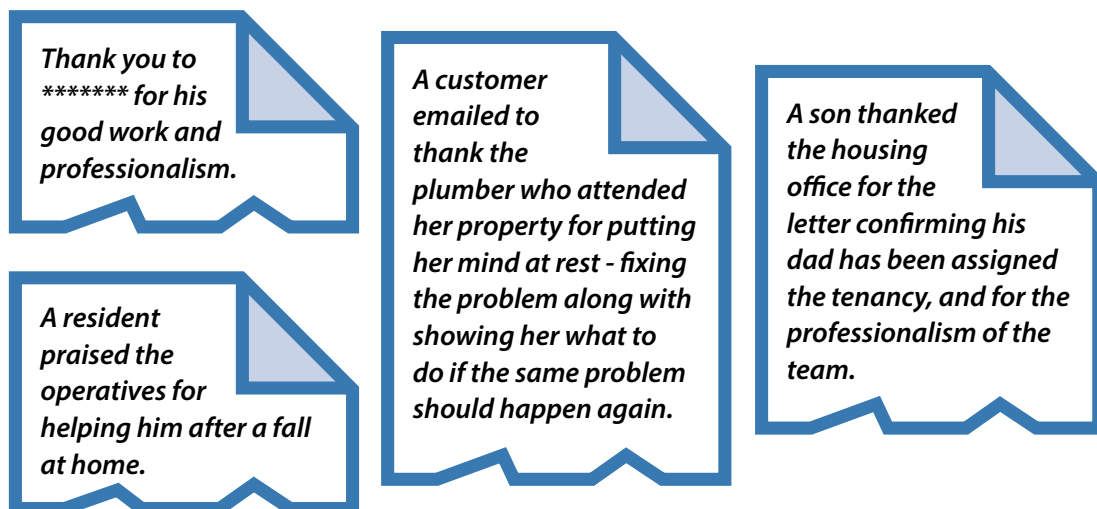 Thank you to
******* for his
good work and
professionalism.
A resident
praised the
operatives for
helping him after a fall
at home.
A customer
emailed to
thank the
plumber who attended
her property for putting
her mind at rest - fixing
the problem along with
showing her what to
do if the same problem
should happen again.
A son thanked
the housing
office for the
letter confirming his
dad has been assigned
the tenancy, and for the
professionalism of the
team.